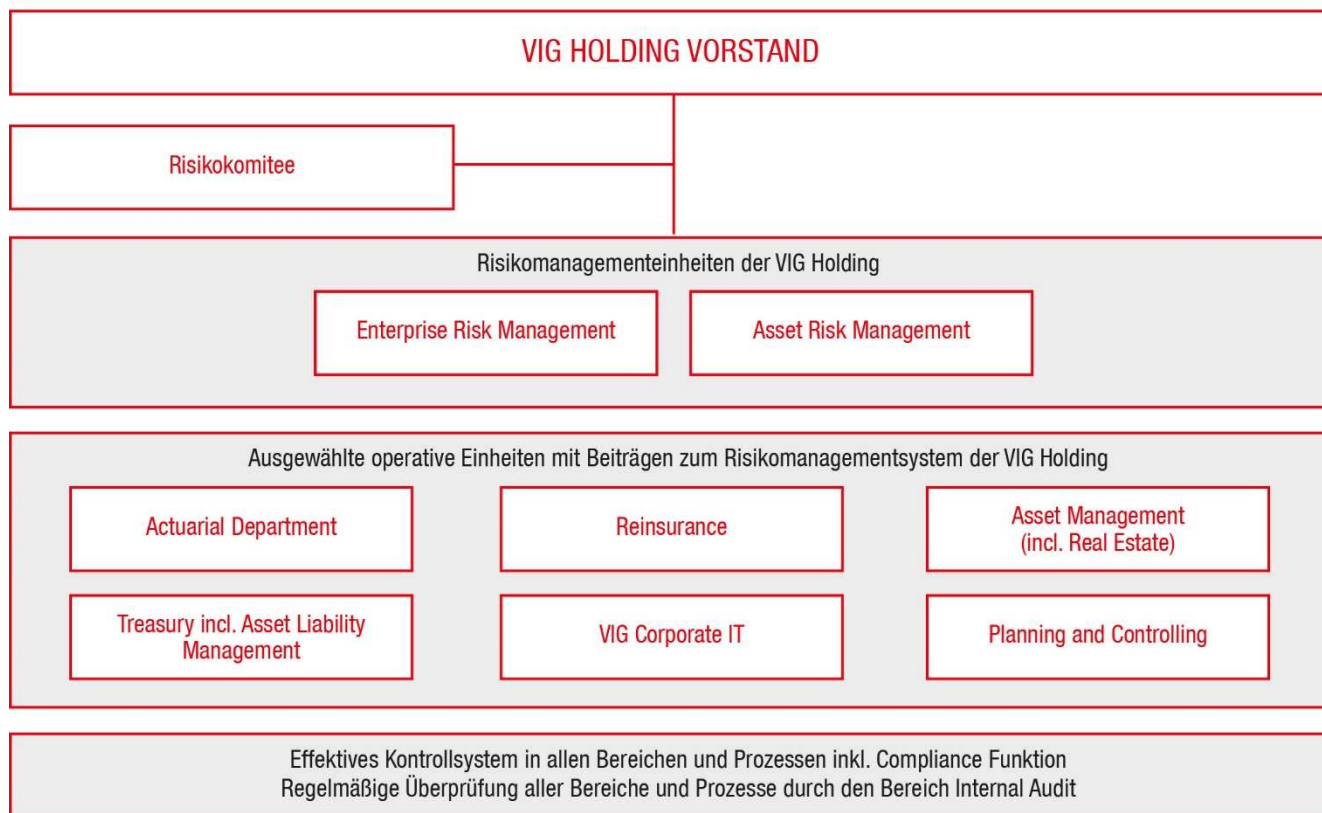 VIG HOLDING VORSTAND
Risikokomitee
Risikomanagementeinheiten der VIG Holding
Enterprise Risk Management
Asset Risk Management
Ausgewählte operative Einheiten mit Beiträgen zum Risikomanagementsystem der VIG Holding
Actuarial Department
Reinsurance
Asset Management
(incl. Real Estate)
Treasury incl. Asset Liability
Management
VIG Corporate IT
Planning and Controlling
Effektives Kontrollsystem in allen Bereichen und Prozessen inkl. Compliance Funktion
Regelmäßige Überprüfung aller Bereiche und Prozesse durch den Bereich Internal Audit